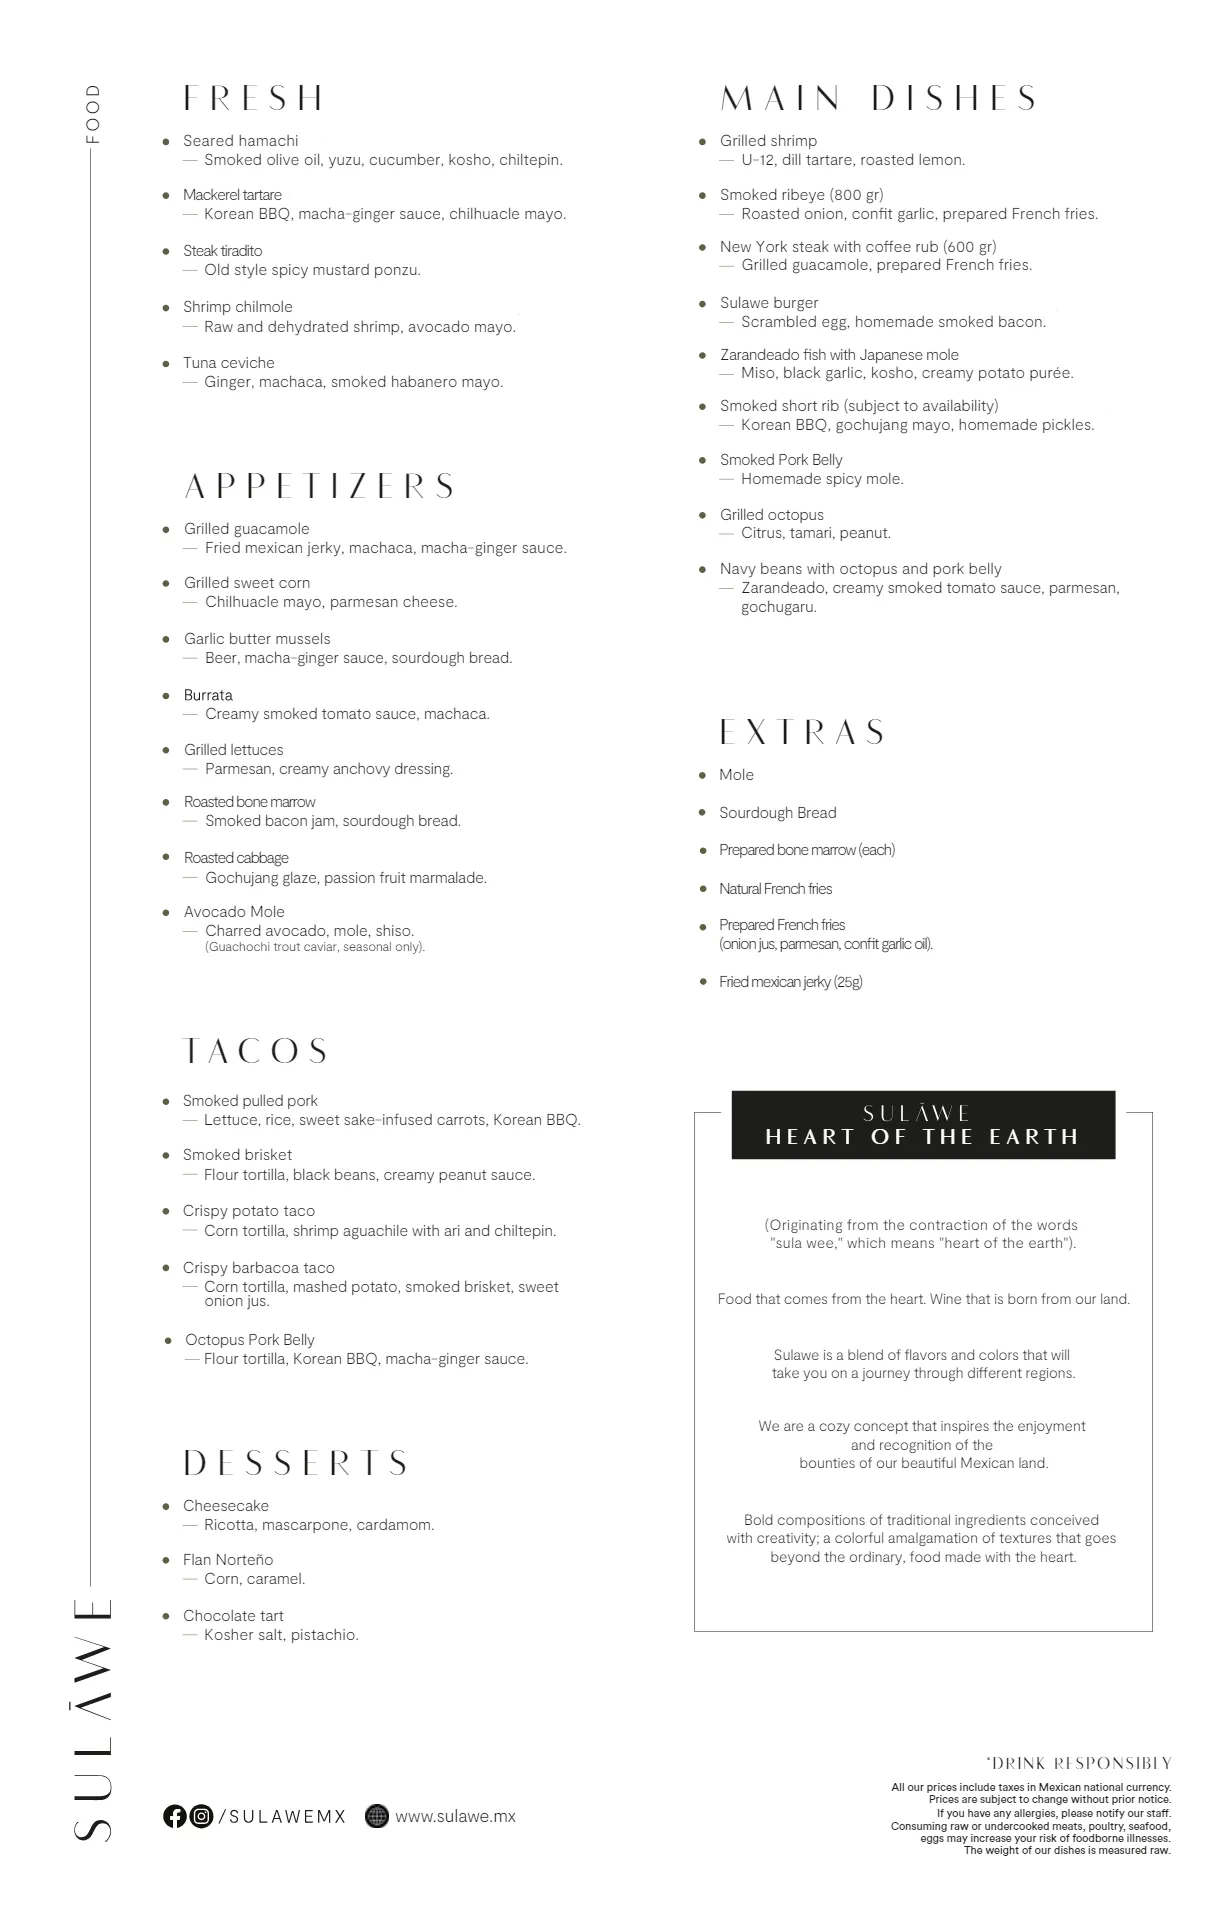 FOOD
FRESH
Seared hamachi
— Smoked olive oil, yuzu, cucumber, kosho, chiltepin.
Mackerel tartare
— Korean BBQ, macha-ginger sauce, chilhuacle mayo.
Steak tiradito
— Old style spicy mustard ponzu.
Shrimp chilmole
— Raw and dehydrated shrimp, avocado mayo.
Tuna ceviche
— Ginger, machaca, smoked habanero mayo.
APPETIZERS
Grilled guacamole
— Fried mexican jerky, machaca, macha-ginger sauce.
Grilled sweet corn
— Chilhuacle mayo, parmesan cheese.
Garlic butter mussels
— Beer, macha-ginger sauce, sourdough bread.
Burrata
— Creamy smoked tomato sauce, machaca.
Grilled lettuces
— Parmesan, creamy anchovy dressing.
Roasted bone marrow
— Smoked bacon jam, sourdough bread.
Roasted cabbage
— Gochujang glaze, passion fruit marmalade.
Avocado Mole
— Charred avocado, mole, shiso.
(Guachochi trout caviar, seasonal only).
TACOS
Smoked pulled pork
— Lettuce, rice, sweet sake-infused carrots, Korean BBQ.
Smoked brisket
— Flour tortilla, black beans, creamy peanut sauce.
Crispy potato taco
— Corn tortilla, shrimp aguachile with ari and chiltepin.
Crispy barbacoa taco
— Corn tortilla, mashed potato, smoked brisket, sweet
onion jus.
Octopus Pork Belly
— Flour tortilla, Korean BBQ, macha-ginger sauce.
DESSERTS
Cheesecake
— Ricotta, mascarpone, cardamom.
Flan Norteño
— Corn, caramel.
Chocolate tart
— Kosher salt, pistachio.
MAIN DISHES
Grilled shrimp
— U-12, dill tartare, roasted lemon.
Smoked ribeye (800 gr)
— Roasted onion, confit garlic, prepared French fries.
New York steak with coffee rub (600 gr)
— Grilled guacamole, prepared French fries.
Sulawe burger
— Scrambled egg, homemade smoked bacon.
Zarandeado fish with Japanese mole
— Miso, black garlic, kosho, creamy potato purée.
Smoked short rib (subject to availability)
— Korean BBQ, gochujang mayo, homemade pickles.
Smoked Pork Belly
— Homemade spicy mole.
Grilled octopus
— Citrus, tamari, peanut.
Navy beans with octopus and pork belly
— Zarandeado, creamy smoked tomato sauce, parmesan,
gochugaru.
EXTRAS
Mole
Sourdough Bread
Prepared bone marrow (each)
Natural French fries
Prepared French fries
(onion jus, parmesan, confit garlic oil).
Fried mexican jerky (25g)
SULĀWE
HEART OF THE EARTH
(Originating from the contraction of the words
"sula wee," which means "heart of the earth").
Food that comes from the heart. Wine that is born from our land.
Sulawe is a blend of flavors and colors that will
take you on a journey through different regions.
We are a cozy concept that inspires the enjoyment
and recognition of the
bounties of our beautiful Mexican land.
Bold compositions of traditional ingredients conceived
with creativity; a colorful amalgamation of textures that goes
beyond the ordinary, food made with the heart.
SULĀWE
/SULAWEMX
www.sulawe.mx
*DRINK RESPONSIBLY
All our prices include taxes in Mexican national currency.
Prices are subject to change without prior notice.
If you have any allergies, please notify our staff.
Consuming raw or undercooked meats, poultry, seafood,
eggs may increase your risk of foodborne illnesses.
The weight of our dishes is measured raw.